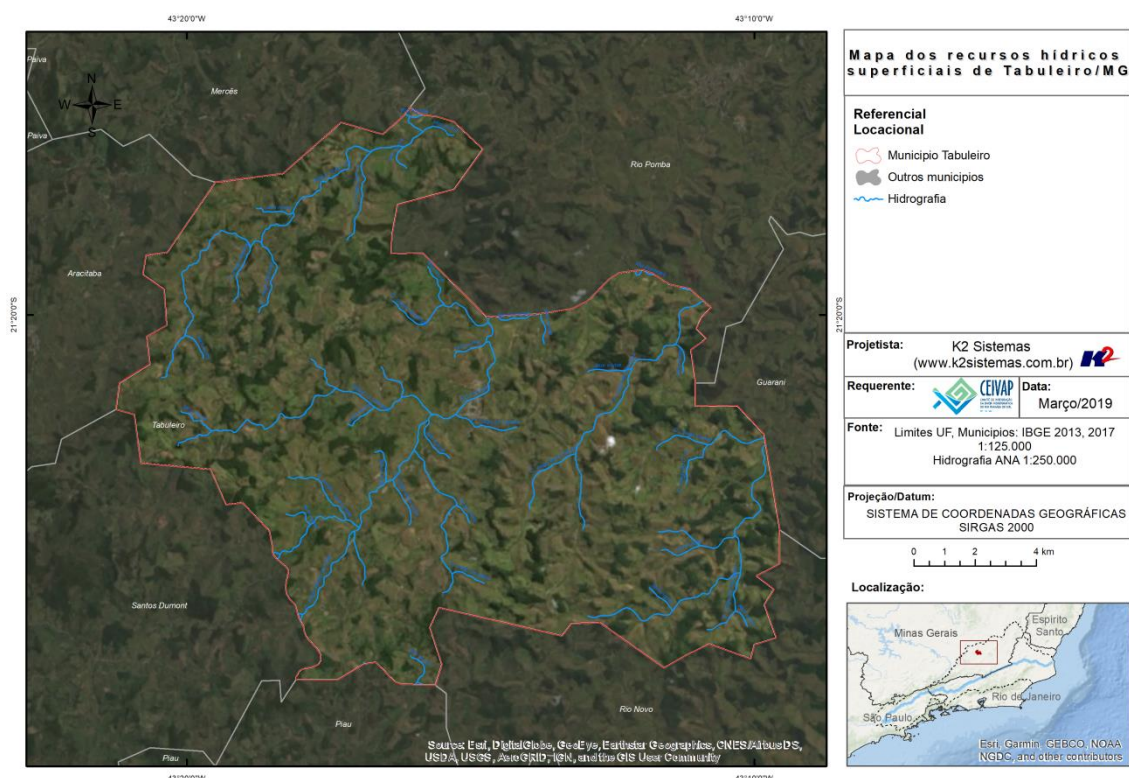 43°20'0"W
43°10'0"W
Paiva
Mercês
N
W E
S
Paiva
Rio Pomba
Aracitaba
21°20'0"S
21°20'0"S
Guarani
Tabuleiro
Santos Dumont
Piau
Rio Novo
Piau
Source: Esri, DigitalGlobe, GeoEye, Earthstar Geographics, CNES/Airbus DS,
USDA, USGS, AeroGRID, IGN, and the GIS User Community
43°20'0"W
43°10'0"W
Mapa dos recursos hídricos
superficiais de Tabuleiro/MG
Referencial
Locacional
Municipio Tabuleiro
Outros municipios
Hidrografia
Projetista: K2 Sistemas
(www.k2sistemas.com.br) K2
Requerente: CEIVAP Data:
Março/2019
Fonte: Limites UF, Municipios: IBGE 2013, 2017
1:125.000
Hidrografia ANA 1:250.000
Projeção/Datum:
SISTEMA DE COORDENADAS GEOGRÁFICAS
SIRGAS 2000
0 1 2 4 km
Localização:
Minas Gerais
Espírito
Santo
Rio de Janeiro
São Paulo
Esri, Garmin, GEBCO, NOAA
NGDC, and other contributors